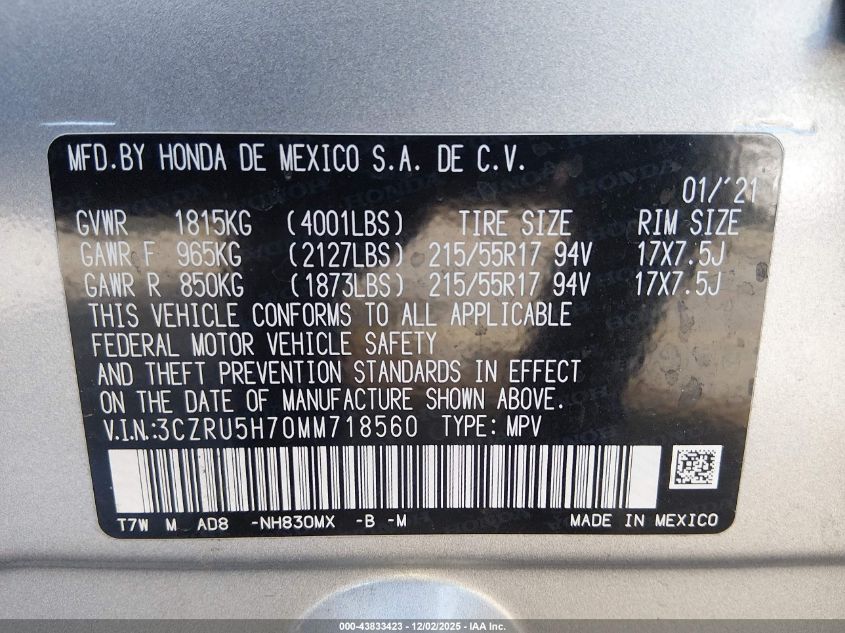 MFD.BY HONDA DE MEXICO S.A. DE C.V.
01/'21
GVWR 1815KG (4001LBS) TIRE SIZE RIM SIZE
GAWR F 965KG (2127LBS) 215/55R17 94V 17X7.5J
GAWR R 850KG (1873LBS) 215/55R17 94V 17X7.5J
THIS VEHICLE CONFORMS TO ALL APPLICABLE
FEDERAL MOTOR VEHICLE SAFETY
AND THEFT PREVENTION STANDARDS IN EFFECT
ON THE DATE OF MANUFACTURE SHOWN ABOVE.
V.I.N.:3CZRU5H70MM718560 TYPE: MPV
T7W M AD8 -NH830MX -B -M MADE IN MEXICO
000-43833423 - 12/02/2025 - IAA Inc.